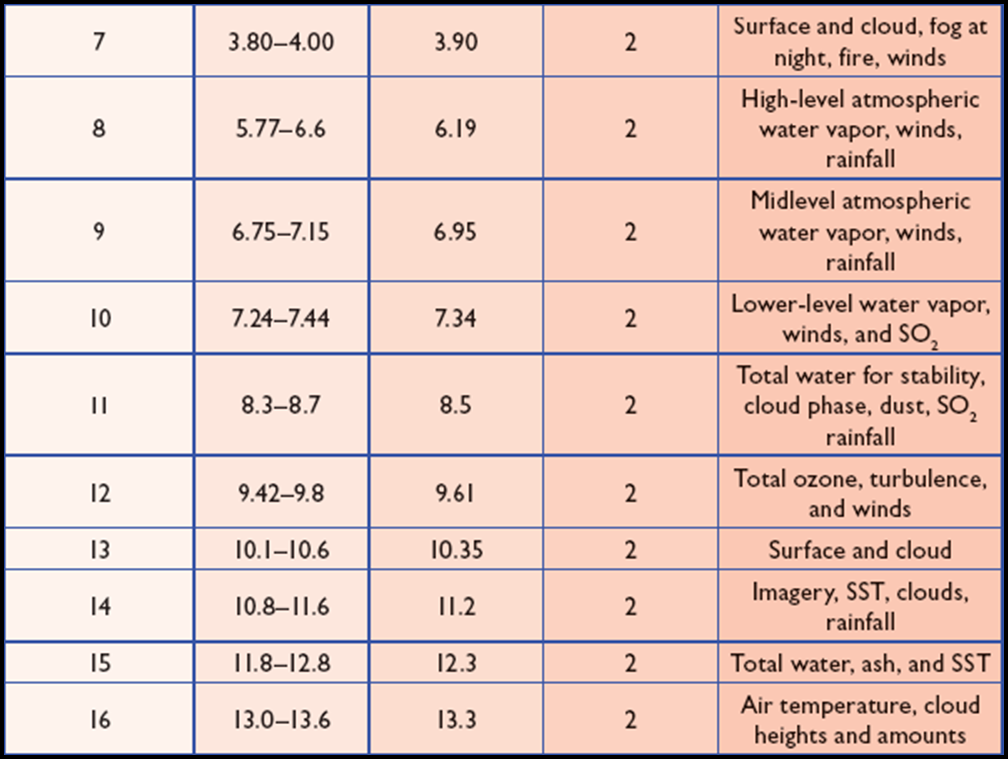 7 3.80–4.00 3.90 2 Surface and cloud, fog at
night, fire, winds
8 5.77–6.6 6.19 2 High-level atmospheric
water vapor, winds,
rainfall
9 6.75–7.15 6.95 2 Midlevel atmospheric
water vapor, winds,
rainfall
10 7.24–7.44 7.34 2 Lower-level water vapor,
winds, and SO₂
11 8.3–8.7 8.5 2 Total water for stability,
cloud phase, dust, SO₂
rainfall
12 9.42–9.8 9.61 2 Total ozone, turbulence,
and winds
13 10.1–10.6 10.35 2 Surface and cloud
14 10.8–11.6 11.2 2 Imagery, SST, clouds,
rainfall
15 11.8–12.8 12.3 2 Total water, ash, and SST
16 13.0–13.6 13.3 2 Air temperature, cloud
heights and amounts